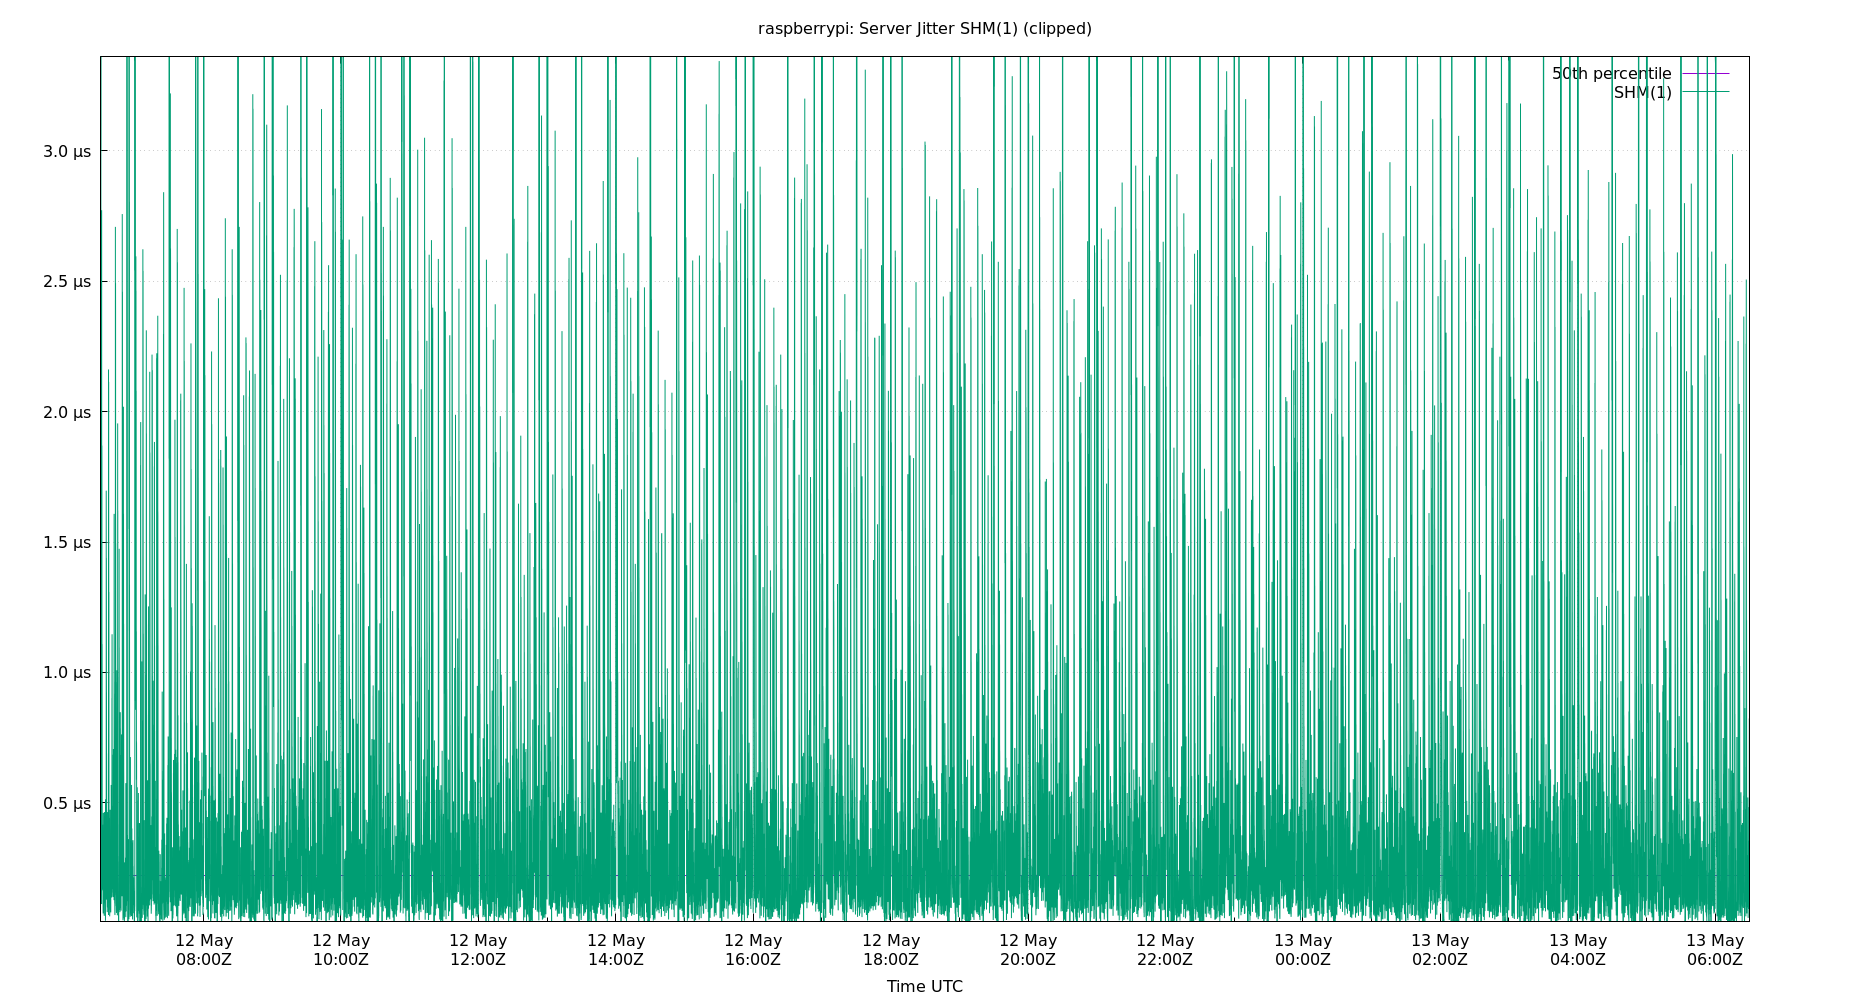 raspberrypi: Server Jitter SHM(1) (clipped)
50th percentile
SHM(1)
3.0 µs
2.5 µs
2.0 µs
1.5 µs
1.0 µs
0.5 µs
12 May 12 May 12 May 12 May 12 May 12 May 12 May 12 May 13 May 13 May 13 May 13 May
08:00Z 10:00Z 12:00Z 14:00Z 16:00Z 18:00Z 20:00Z 22:00Z 00:00Z 02:00Z 04:00Z 06:00Z
Time UTC